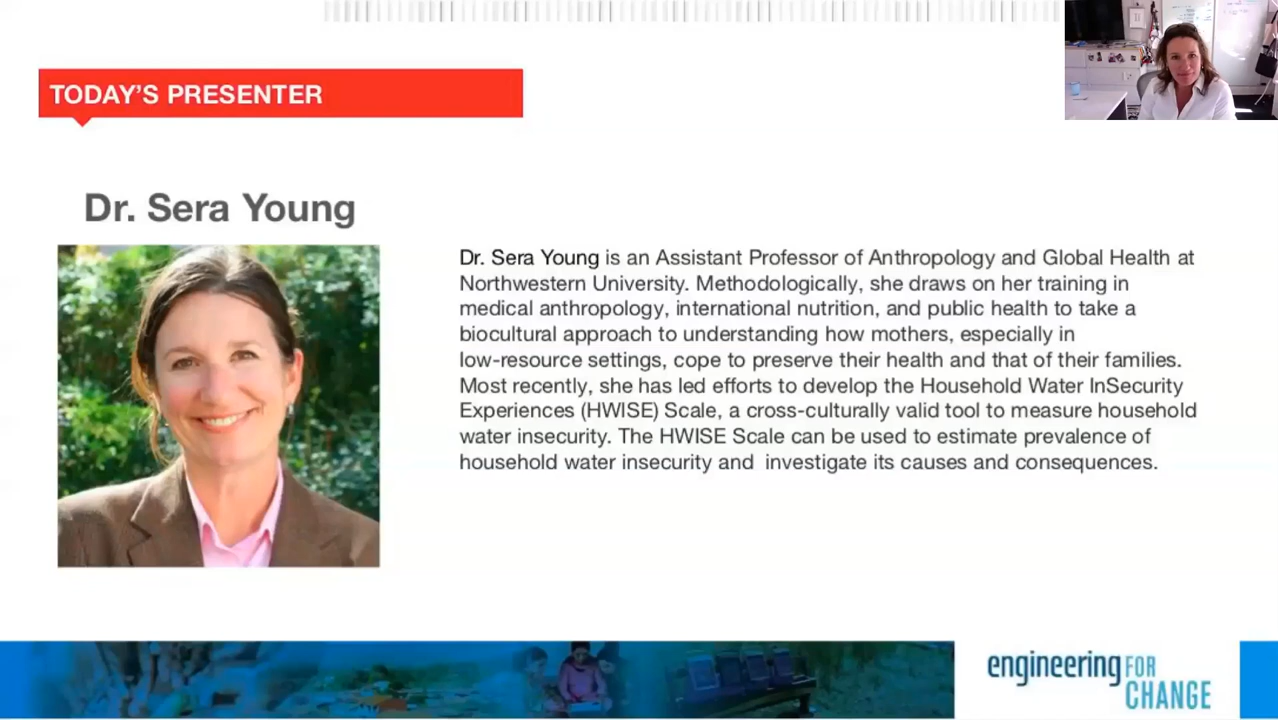 TODAY'S PRESENTER
Dr. Sera Young
Dr. Sera Young is an Assistant Professor of Anthropology and Global Health at
Northwestern University. Methodologically, she draws on her training in
medical anthropology, international nutrition, and public health to take a
biocultural approach to understanding how mothers, especially in
low-resource settings, cope to preserve their health and that of their families.
Most recently, she has led efforts to develop the Household Water InSecurity
Experiences (HWISE) Scale, a cross-culturally valid tool to measure household
water insecurity. The HWISE Scale can be used to estimate prevalence of
household water insecurity and  investigate its causes and consequences.
engineering FOR
CHANGE